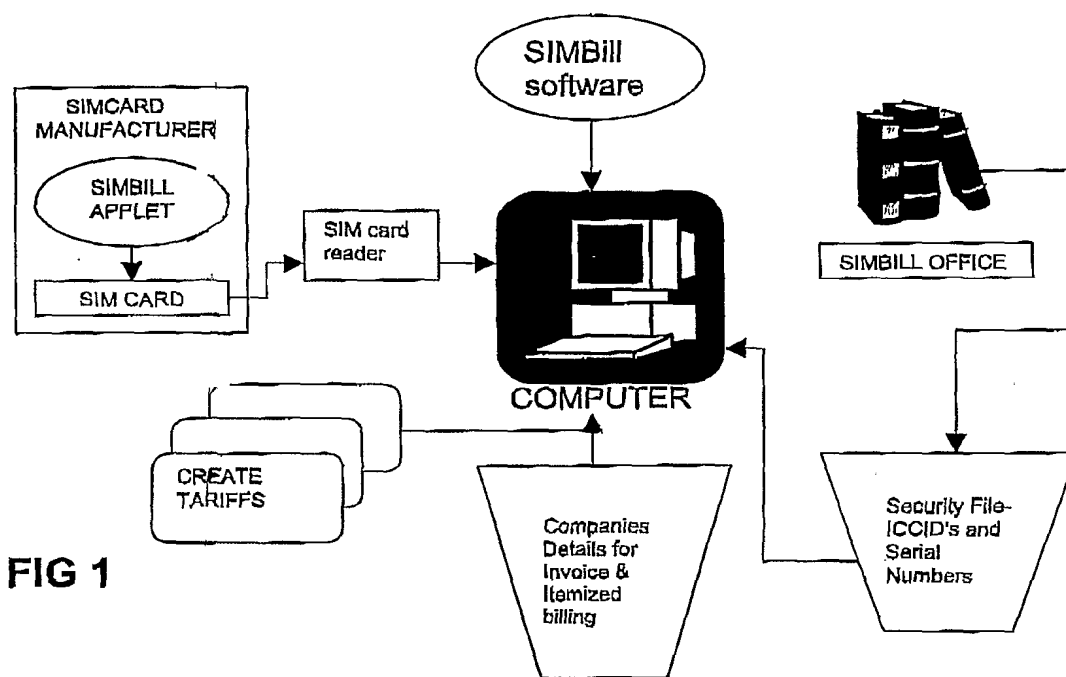 SIMBill
software
SIMCARD
MANUFACTURER
SIMBILL
APPLET
SIM CARD
SIM card
reader
SIMBILL OFFICE
COMPUTER
CREATE
TARIFFS
Companies
Details for
Invoice &
Itemized
billing
Security File-
ICCID's and
Serial
Numbers
FIG 1